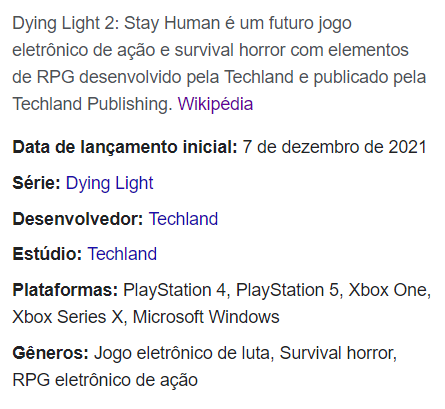 Dying Light 2: Stay Human é um futuro jogo
eletrônico de ação e survival horror com elementos
de RPG desenvolvido pela Techland e publicado pela
Techland Publishing. Wikipédia
Data de lançamento inicial: 7 de dezembro de 2021
Série: Dying Light
Desenvolvedor: Techland
Estúdio: Techland
Plataformas: PlayStation 4, PlayStation 5, Xbox One,
Xbox Series X, Microsoft Windows
Gêneros: Jogo eletrônico de luta, Survival horror,
RPG eletrônico de ação